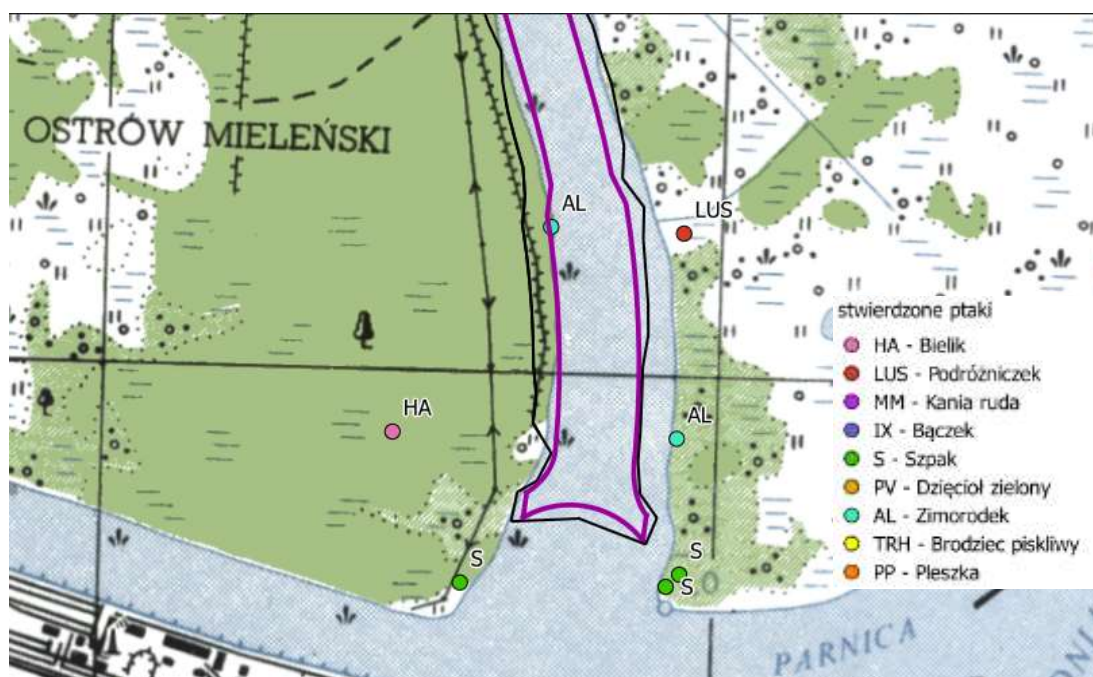 OSTRÓW MIELEŃSKI
AL
LUS
HA
AL
S
S
S
stwierdzone ptaki
HA - Bielik
LUS - Podróżniczek
MM - Kania ruda
IX - Bączek
S - Szpak
PV - Dzięcioł zielony
AL - Zimorodek
TRH - Brodziec piskliwy
PP - Pleszka
PARNICA